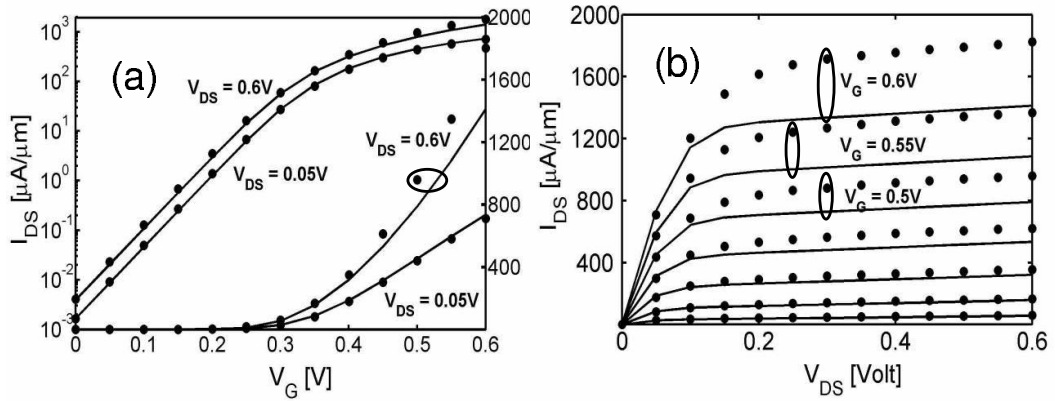 (a)
I_DS [μA/μm]
10^3
10^2
10^1
10^0
10^-1
10^-2
10^-3
2000
1600
1200
800
400
V_DS = 0.6V
V_DS = 0.05V
V_DS = 0.6V
V_DS = 0.05V
0 0.1 0.2 0.3 0.4 0.5 0.6
V_G [V]
(b)
I_DS [μA/μm]
2000
1600
1200
800
400
V_G = 0.6V
V_G = 0.55V
V_G = 0.5V
0 0.2 0.4 0.6
V_DS [Volt]